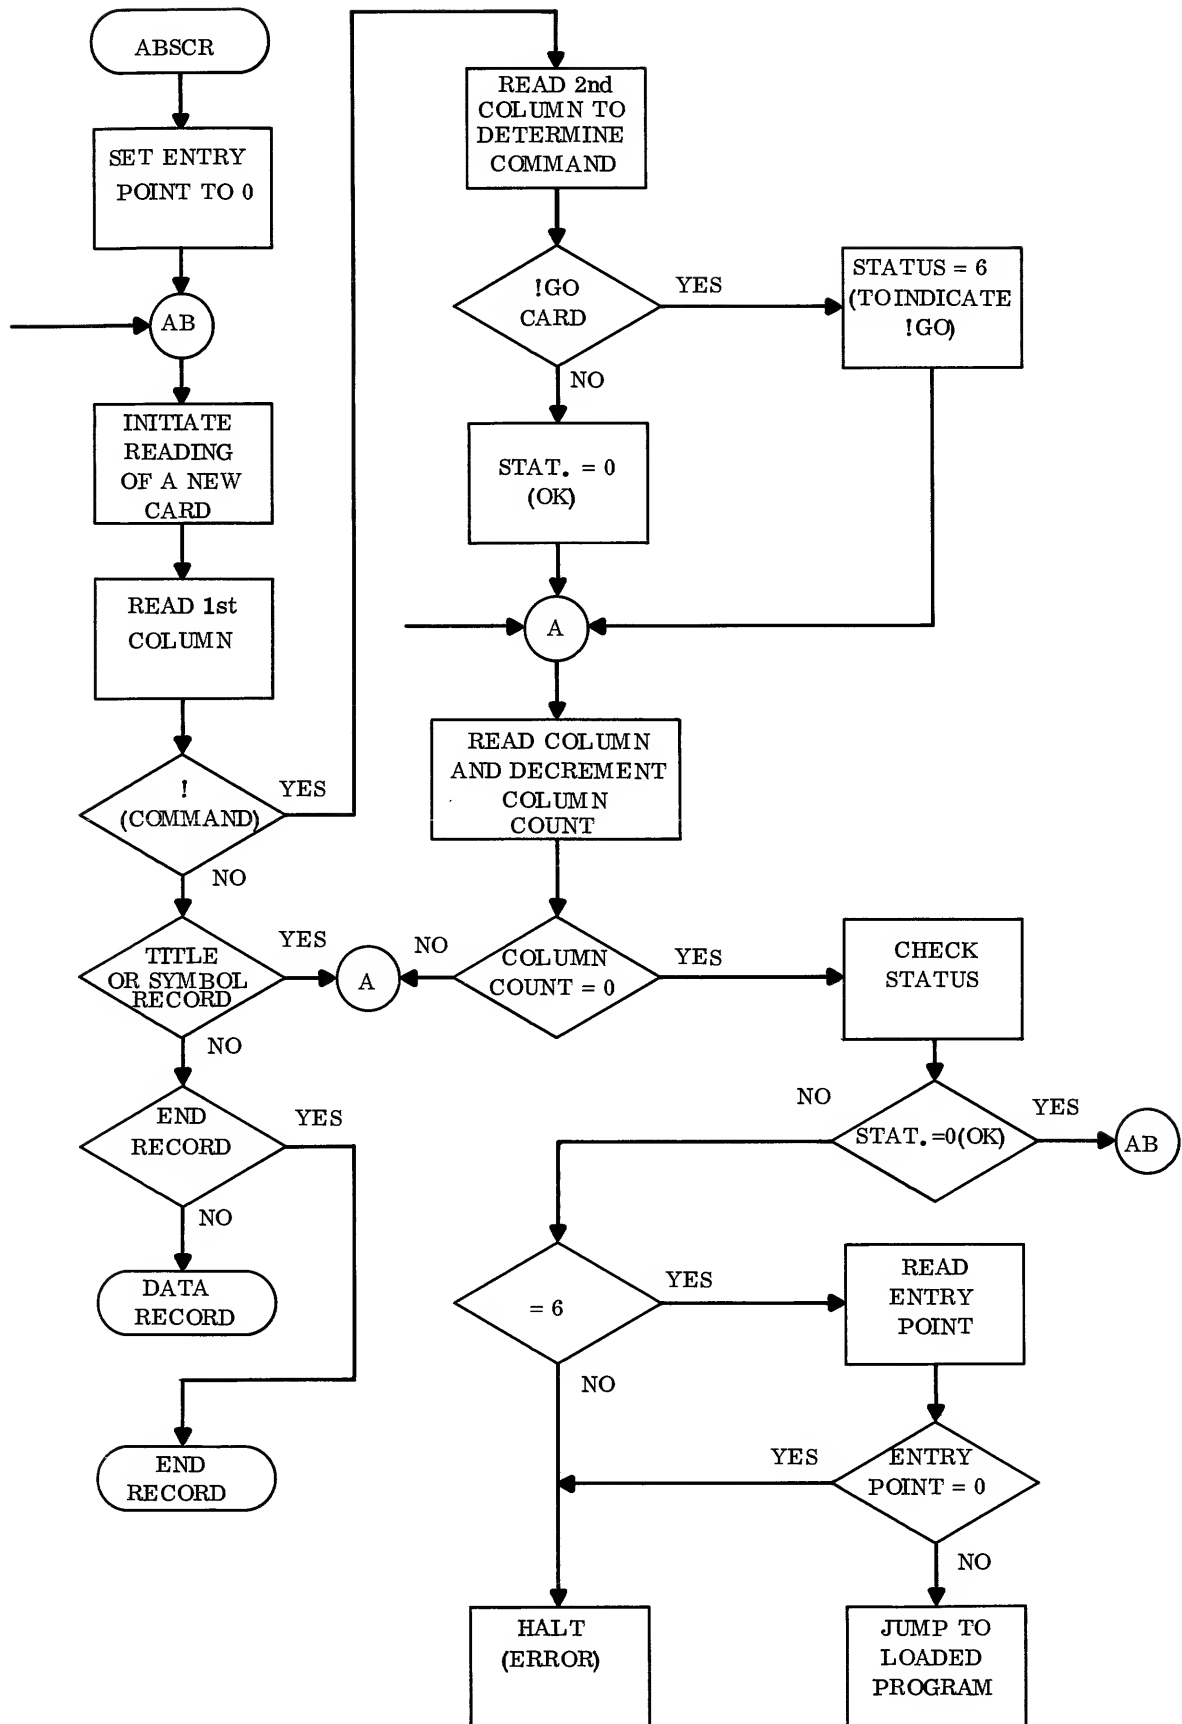 ABSCR
SET ENTRY
POINT TO 0
AB
INITIATE
READING
OF A NEW
CARD
READ 1st
COLUMN
!
(COMMAND)
YES
NO
TITLE
OR SYMBOL
RECORD
YES
A
NO
END
RECORD
YES
NO
DATA
RECORD
END
RECORD
READ 2nd
COLUMN TO
DETERMINE
COMMAND
!GO
CARD
YES
STATUS = 6
(TO INDICATE
!GO)
NO
STAT. = 0
(OK)
A
READ COLUMN
AND DECREMENT
COLUMN
COUNT
NO
COLUMN
COUNT = 0
YES
CHECK
STATUS
NO
STAT.=0(OK)
YES
AB
= 6
YES
READ
ENTRY
POINT
NO
YES
ENTRY
POINT = 0
NO
HALT
(ERROR)
JUMP TO
LOADED
PROGRAM